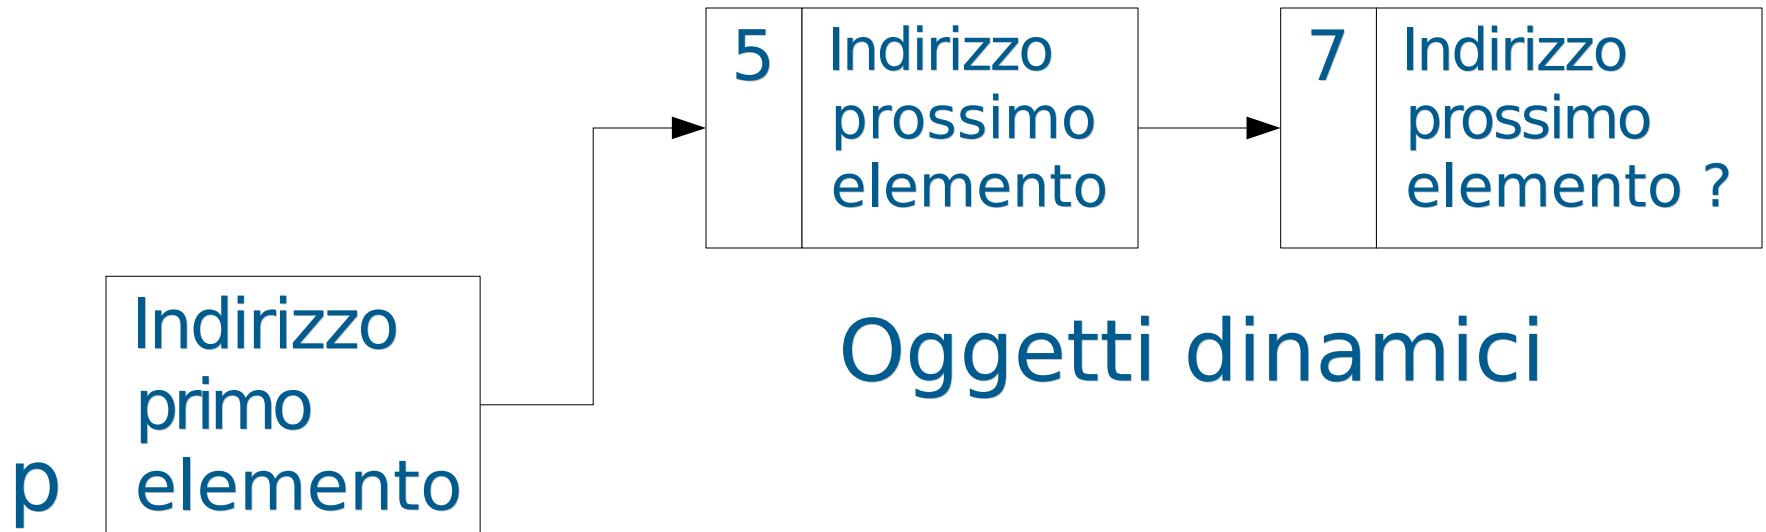 5
Indirizzo
prossimo
elemento
7
Indirizzo
prossimo
elemento ?
Indirizzo
primo
elemento
p
Oggetti dinamici